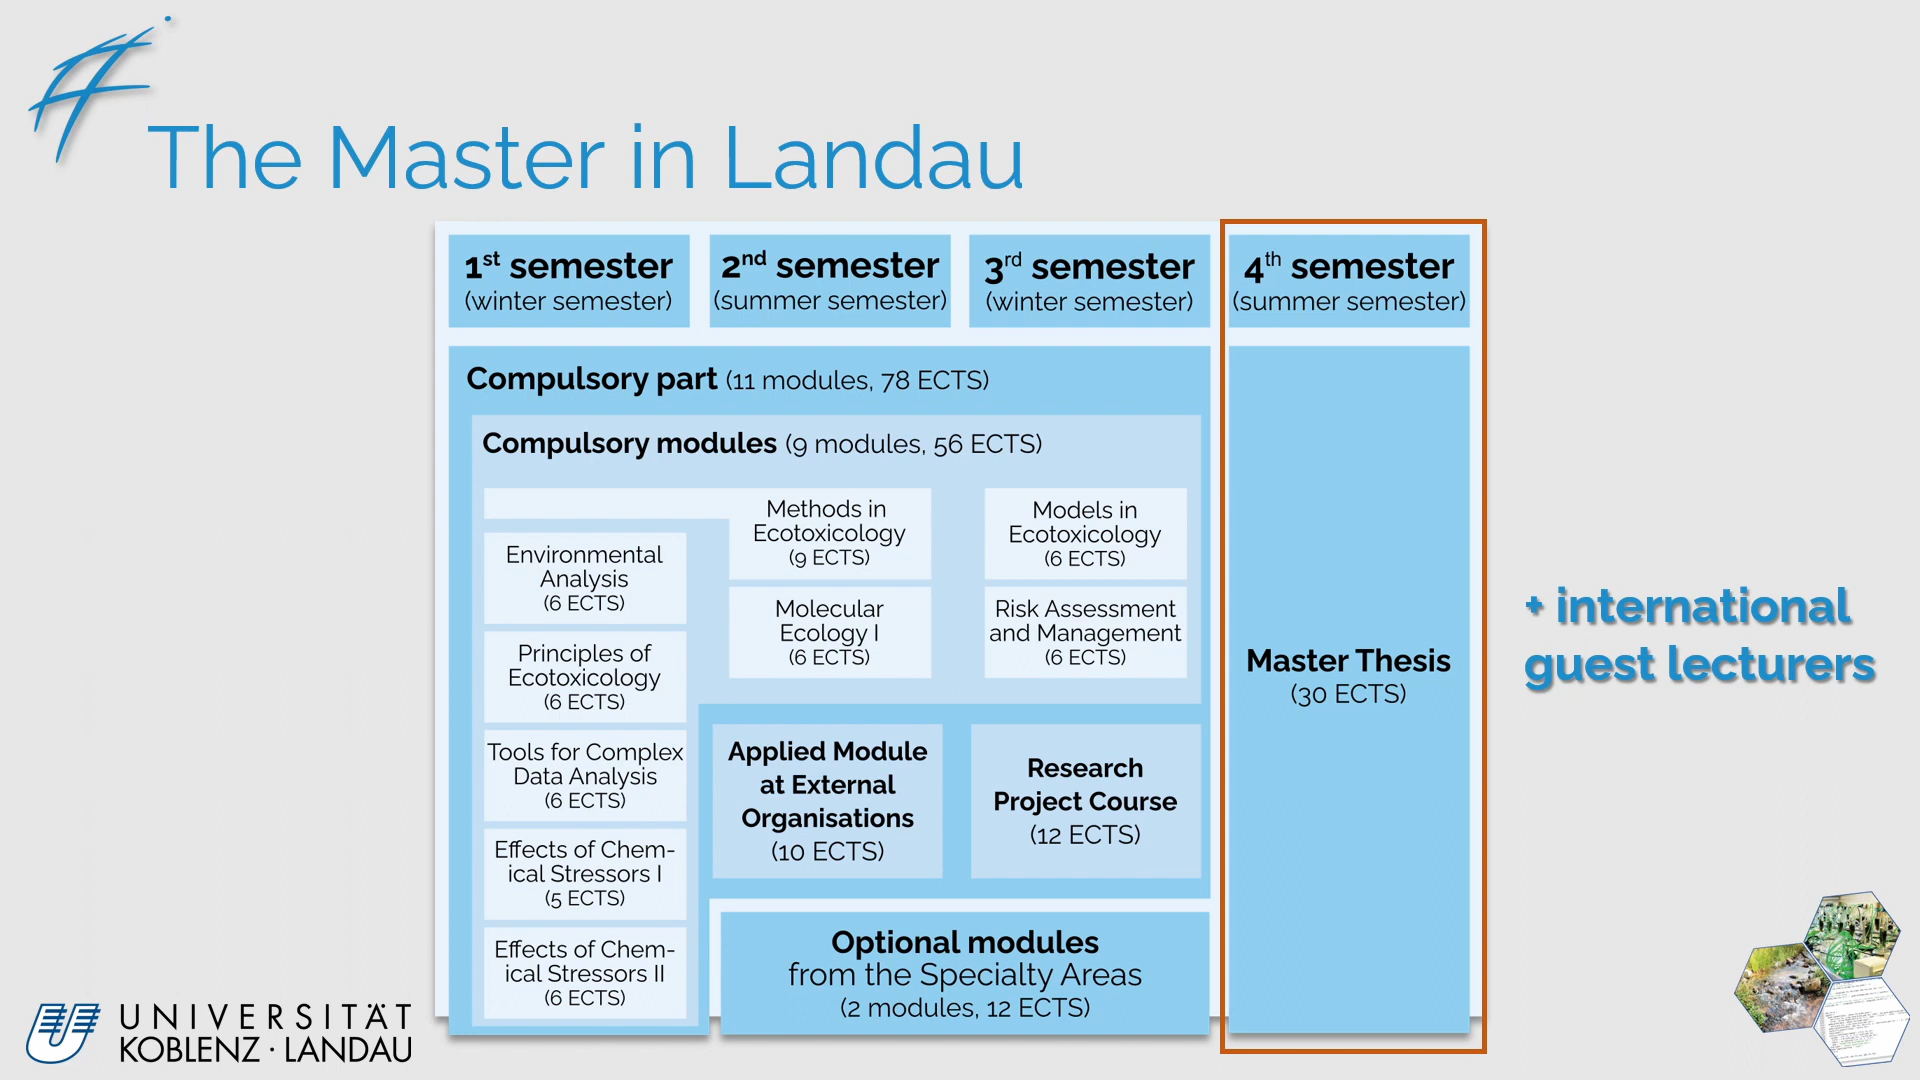 The Master in Landau
1st semester
(winter semester)
2nd semester
(summer semester)
3rd semester
(winter semester)
4th semester
(summer semester)
Compulsory part (11 modules, 78 ECTS)
Compulsory modules (9 modules, 56 ECTS)
Environmental
Analysis
(6 ECTS)
Principles of
Ecotoxicology
(6 ECTS)
Tools for Complex
Data Analysis
(6 ECTS)
Effects of Chem-
ical Stressors I
(5 ECTS)
Effects of Chem-
ical Stressors II
(6 ECTS)
Methods in
Ecotoxicology
(9 ECTS)
Molecular
Ecology I
(6 ECTS)
Models in
Ecotoxicology
(6 ECTS)
Risk Assessment
and Management
(6 ECTS)
Applied Module
at External
Organisations
(10 ECTS)
Research
Project Course
(12 ECTS)
Optional modules
from the Specialty Areas
(2 modules, 12 ECTS)
Master Thesis
(30 ECTS)
+ international
guest lecturers
UNIVERSITÄT
KOBLENZ · LANDAU